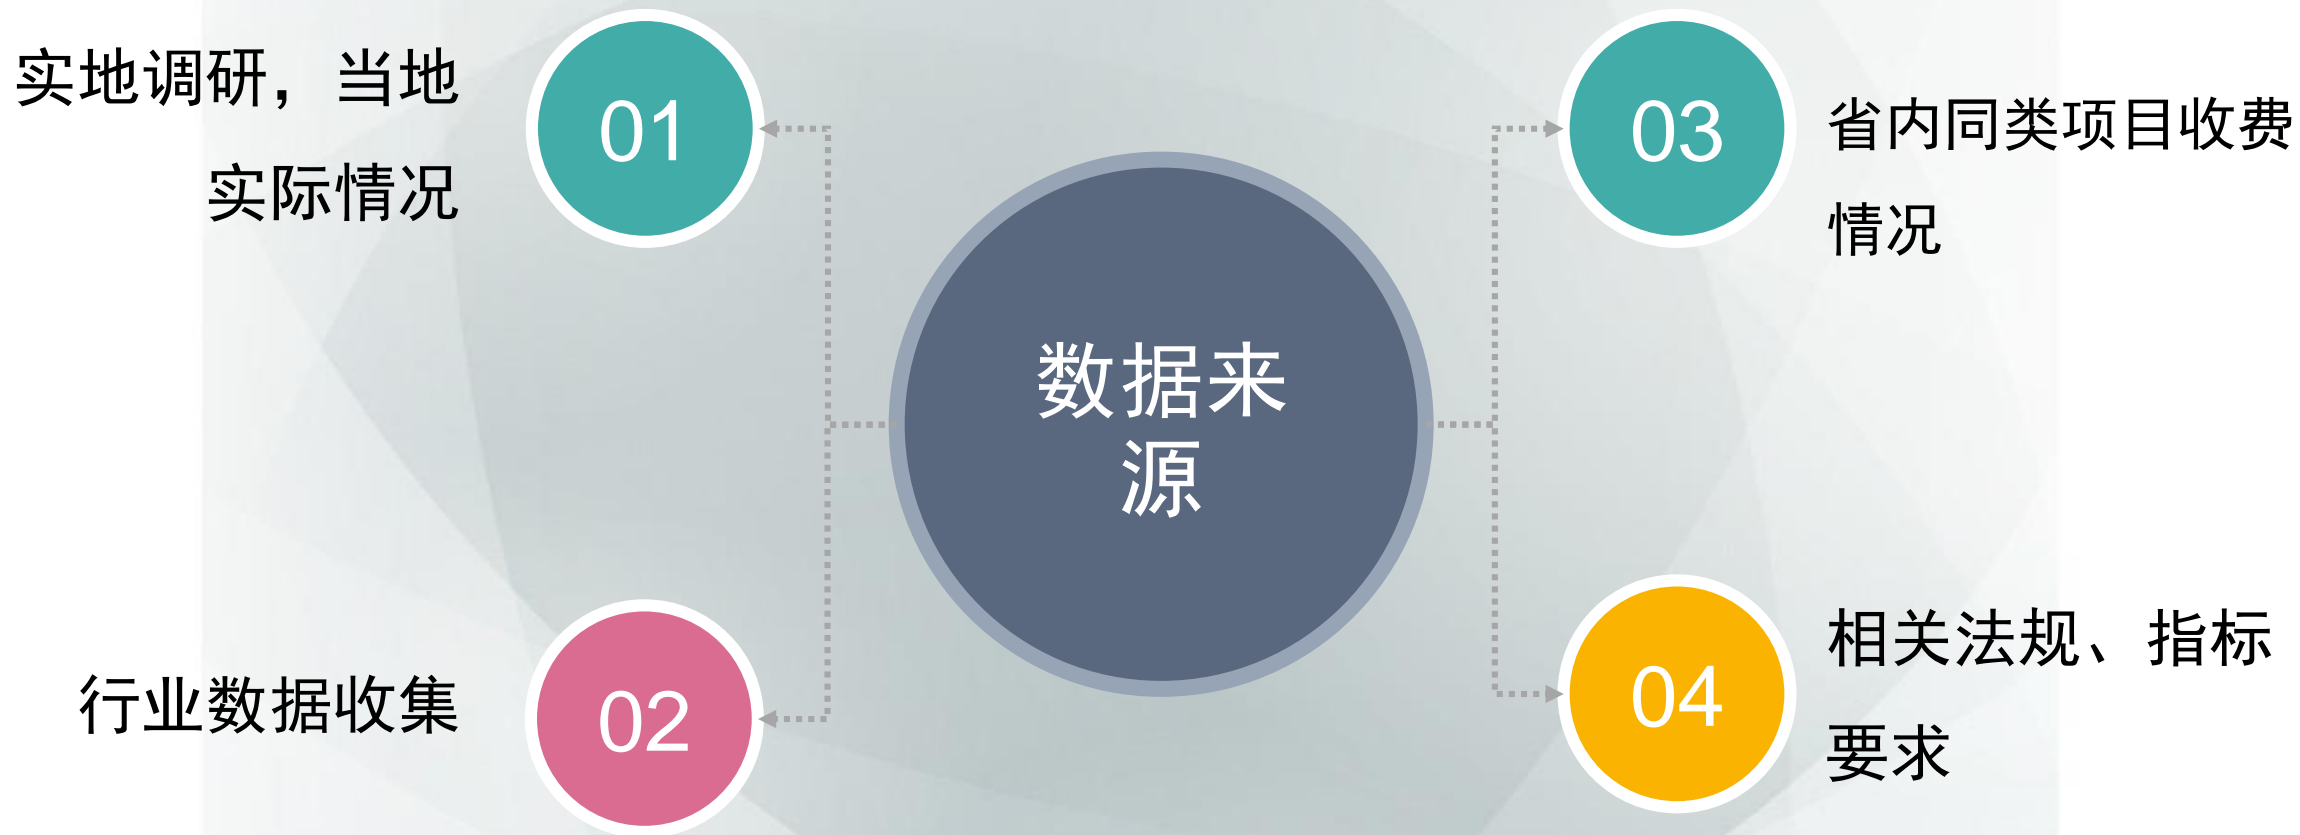 实地调研，当地
实际情况
01
行业数据收集
02
数据来
源
03
省内同类项目收费
情况
04
相关法规、指标
要求